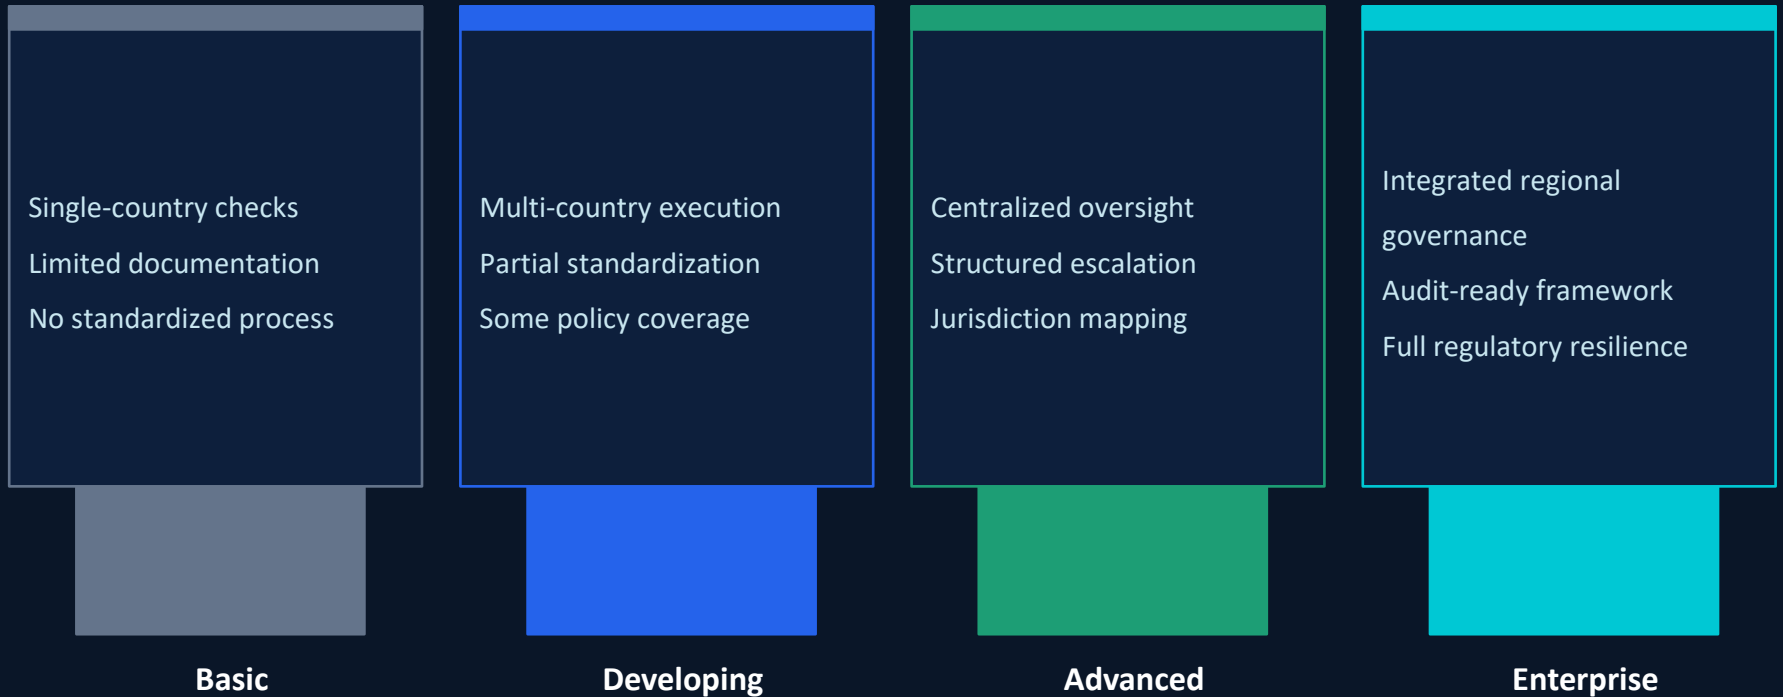 Single-country checks
Limited documentation
No standardized process
Basic
Multi-country execution
Partial standardization
Some policy coverage
Developing
Centralized oversight
Structured escalation
Jurisdiction mapping
Advanced
Integrated regional
governance
Audit-ready framework
Full regulatory resilience
Enterprise